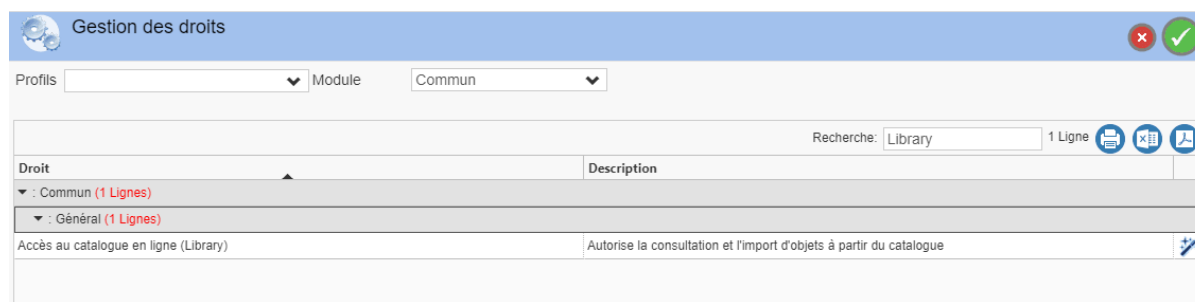 Gestion des droits
Profils Module Commun
Recherche: Library 1 Ligne
Droit Description
: Commun (1 Lignes)
: Général (1 Lignes)
Accès au catalogue en ligne (Library) Autorise la consultation et l'import d'objets à partir du catalogue